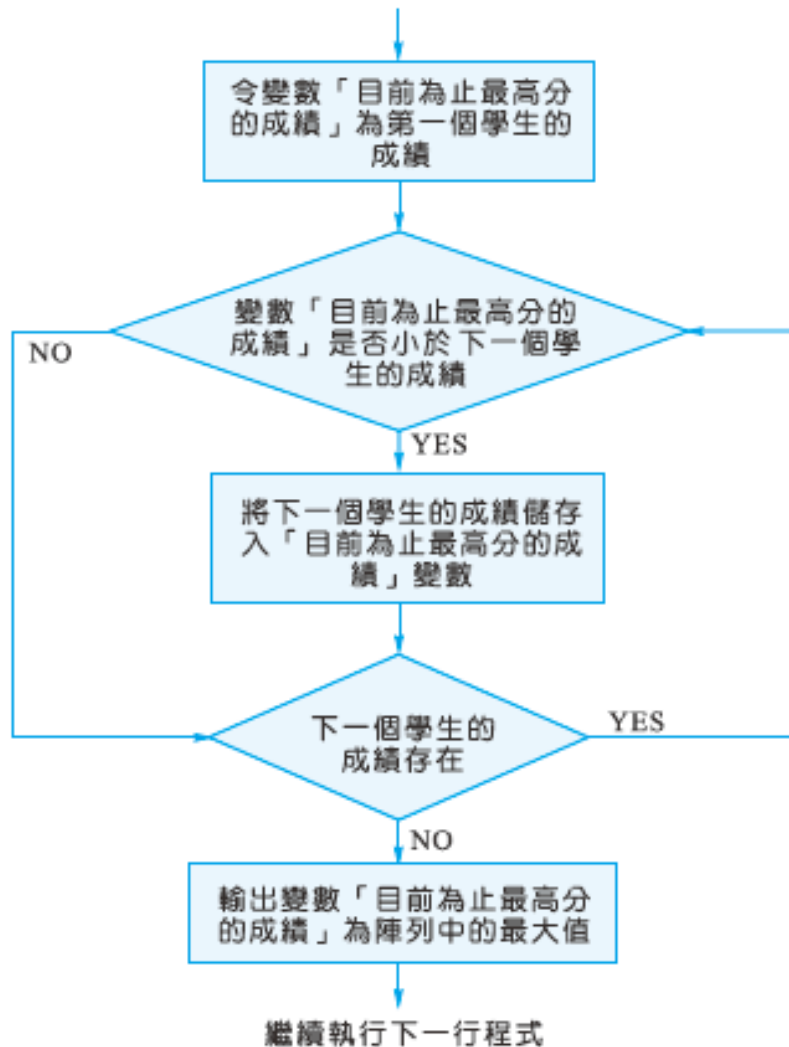 令變數「目前為止最高分
的成績」為第一個學生的
成績
變數「目前為止最高分的
成績」是否小於下一個學
生的成績
NO
YES
將下一個學生的成績儲存
入「目前為止最高分的成
績」變數
下一個學生的
成績存在
YES
NO
輸出變數「目前為止最高分
的成績」為陣列中的最大值
繼續執行下一行程式